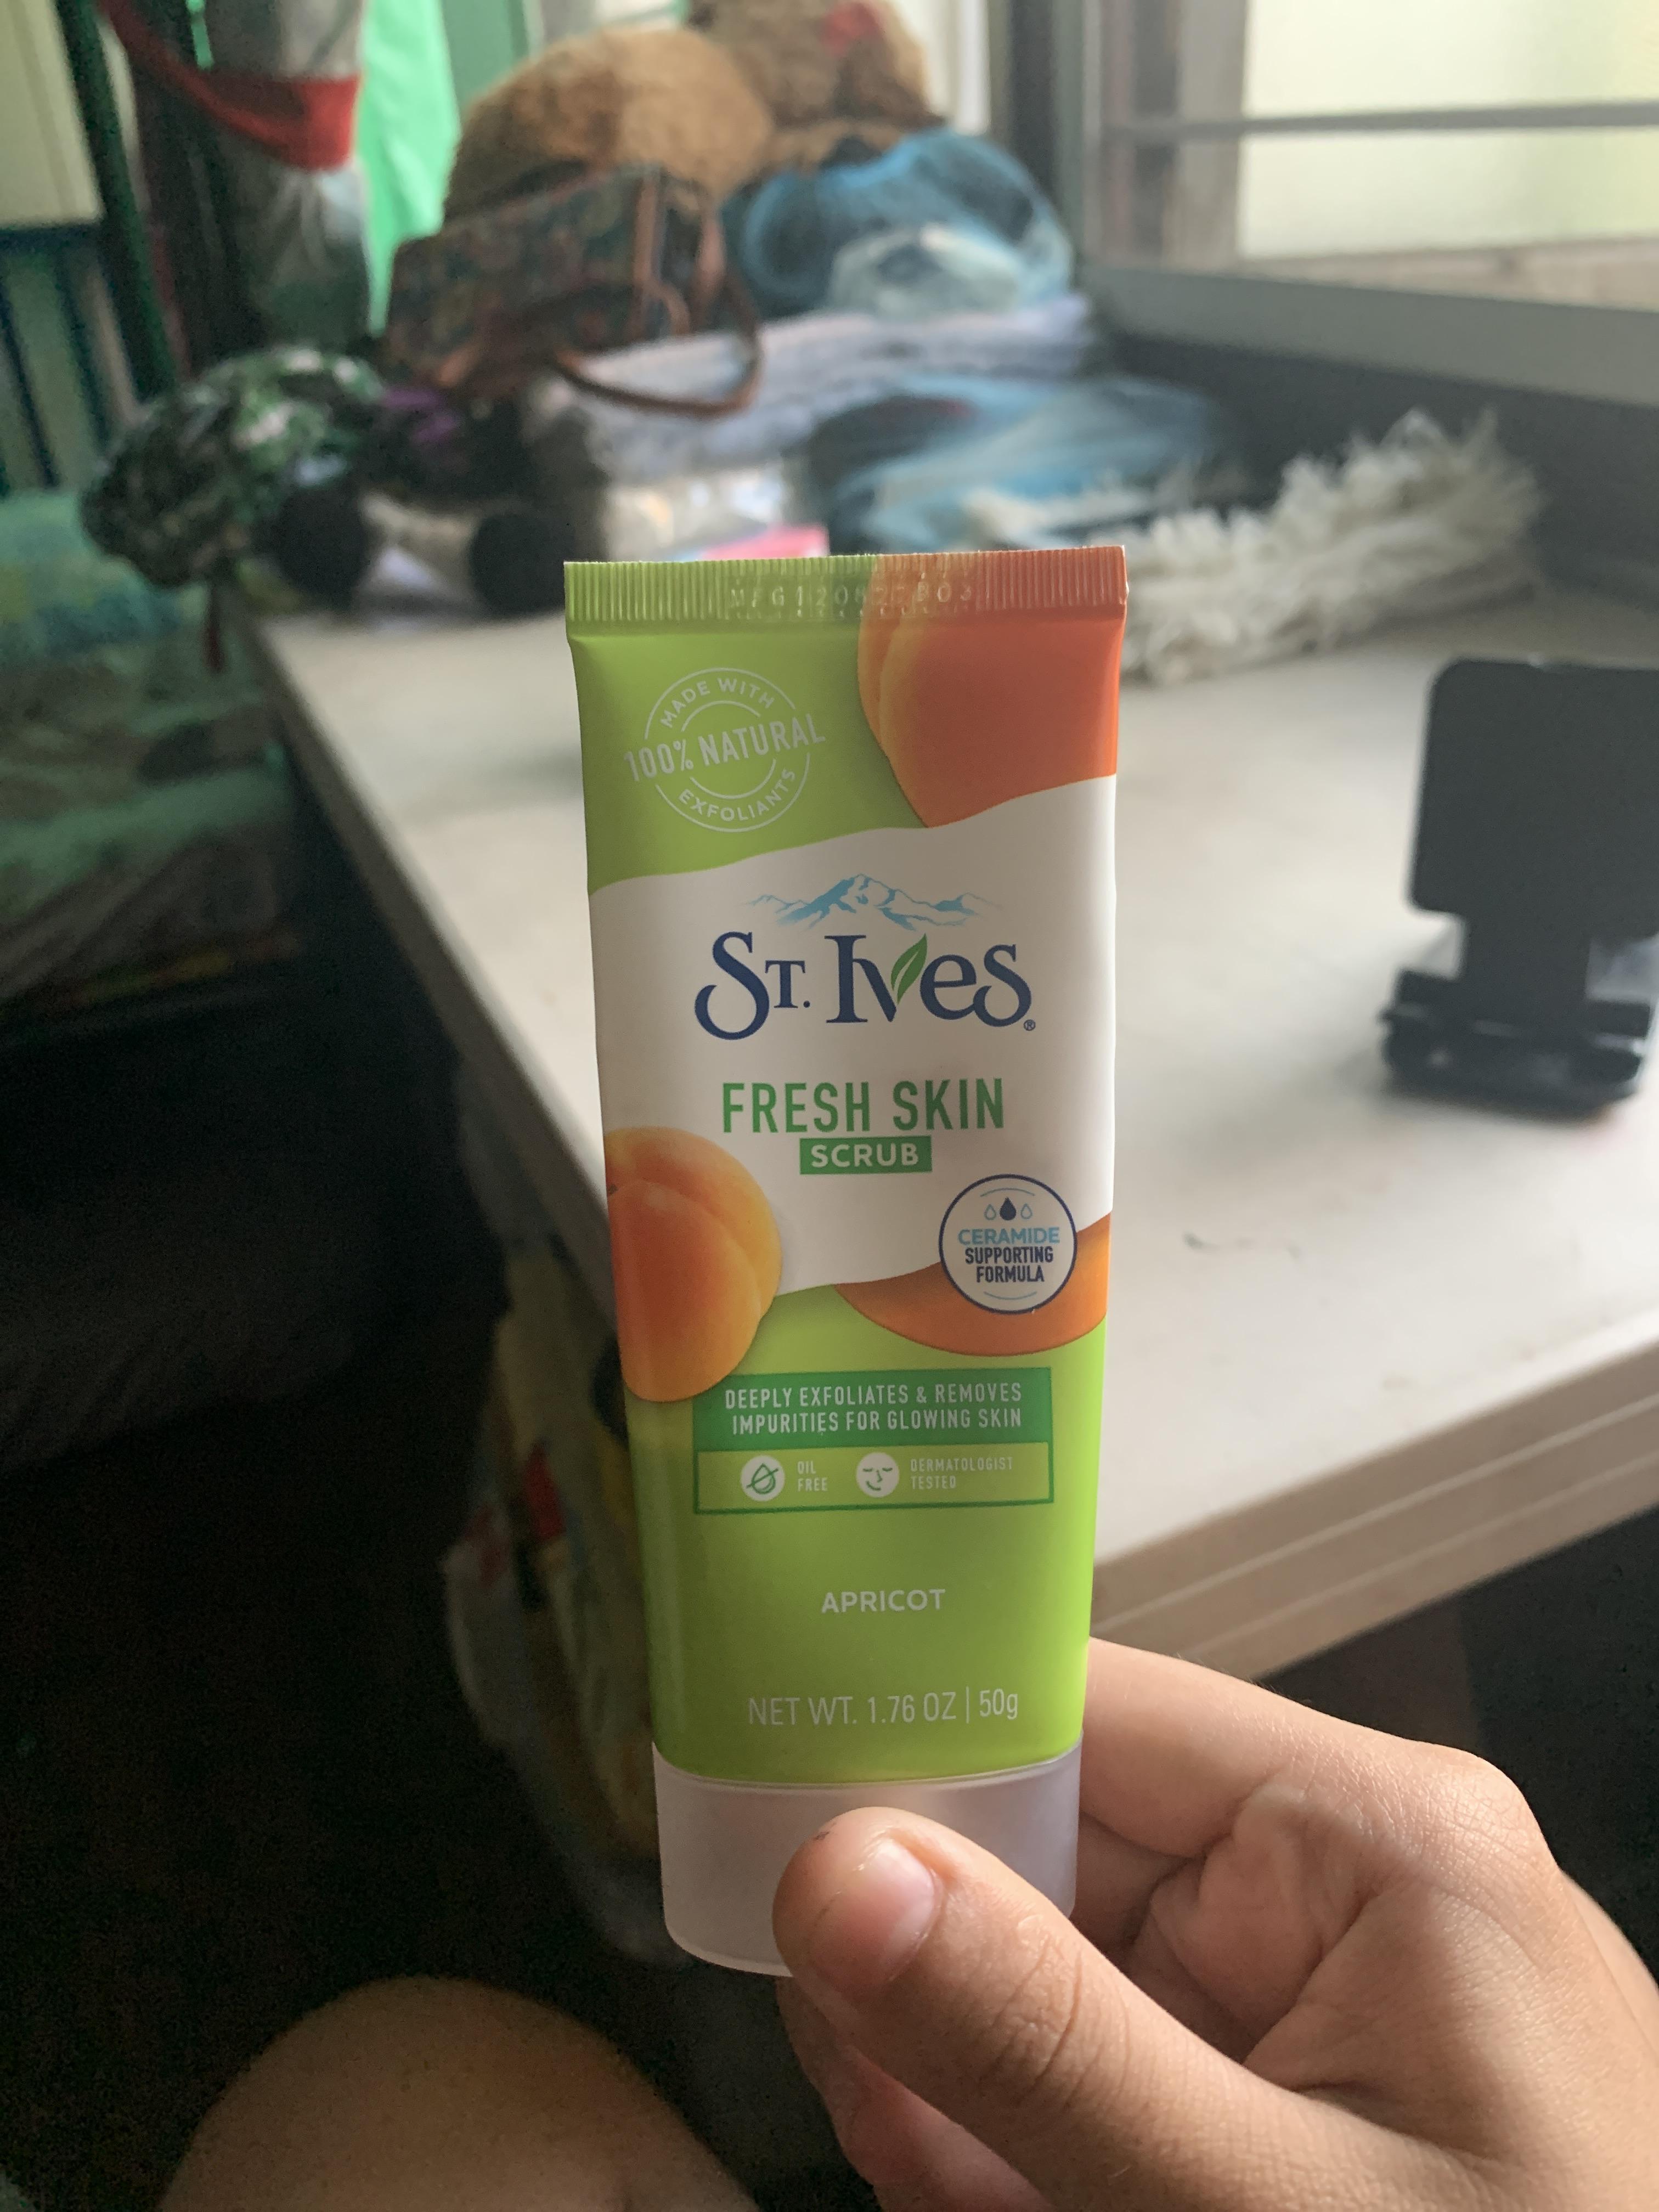 MADE WITH
100% NATURAL
EXFOLIANTS
ST. IVES®
FRESH SKIN
SCRUB
CERAMIDE
SUPPORTING
FORMULA
DEEPLY EXFOLIATES & REMOVES
IMPURITIES FOR GLOWING SKIN
OIL
FREE
DERMATOLOGIST
TESTED
APRICOT
NET WT. 1.76 OZ | 50g